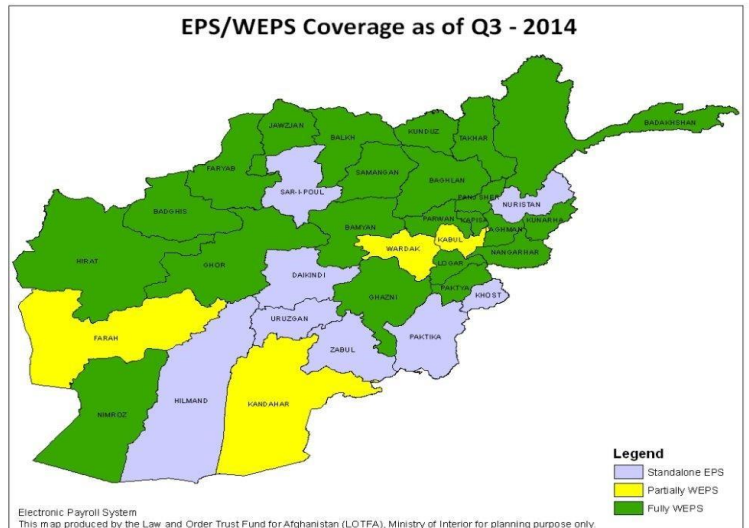 EPS/WEPS Coverage as of Q3 - 2014
BADAKHSHAN
JAWZJAN
BALKH
KUNDUZ
TAKHAR
FARYAB
SAMANGAN
BAGHLAN
SAR-I-POUL
PANJSHER
NURISTAN
BADGHIS
PARWAN
KAPISA
KUNARHA
BAMYAN
LAGHMAN
KABUL
WARDAK
NANGARHAR
HIRAT
GHOR
LOGAR
DAIKINDI
PAKTYA
GHAZNI
KHOST
URUZGAN
FARAH
PAKTIKA
ZABUL
HILMAND
KANDAHAR
NIMROZ
Legend
Standalone EPS
Partially WEPS
Fully WEPS
Electronic Payroll System
This map produced by the Law and Order Trust Fund for Afghanistan (LOTFA), Ministry of Interior for planning purpose only.